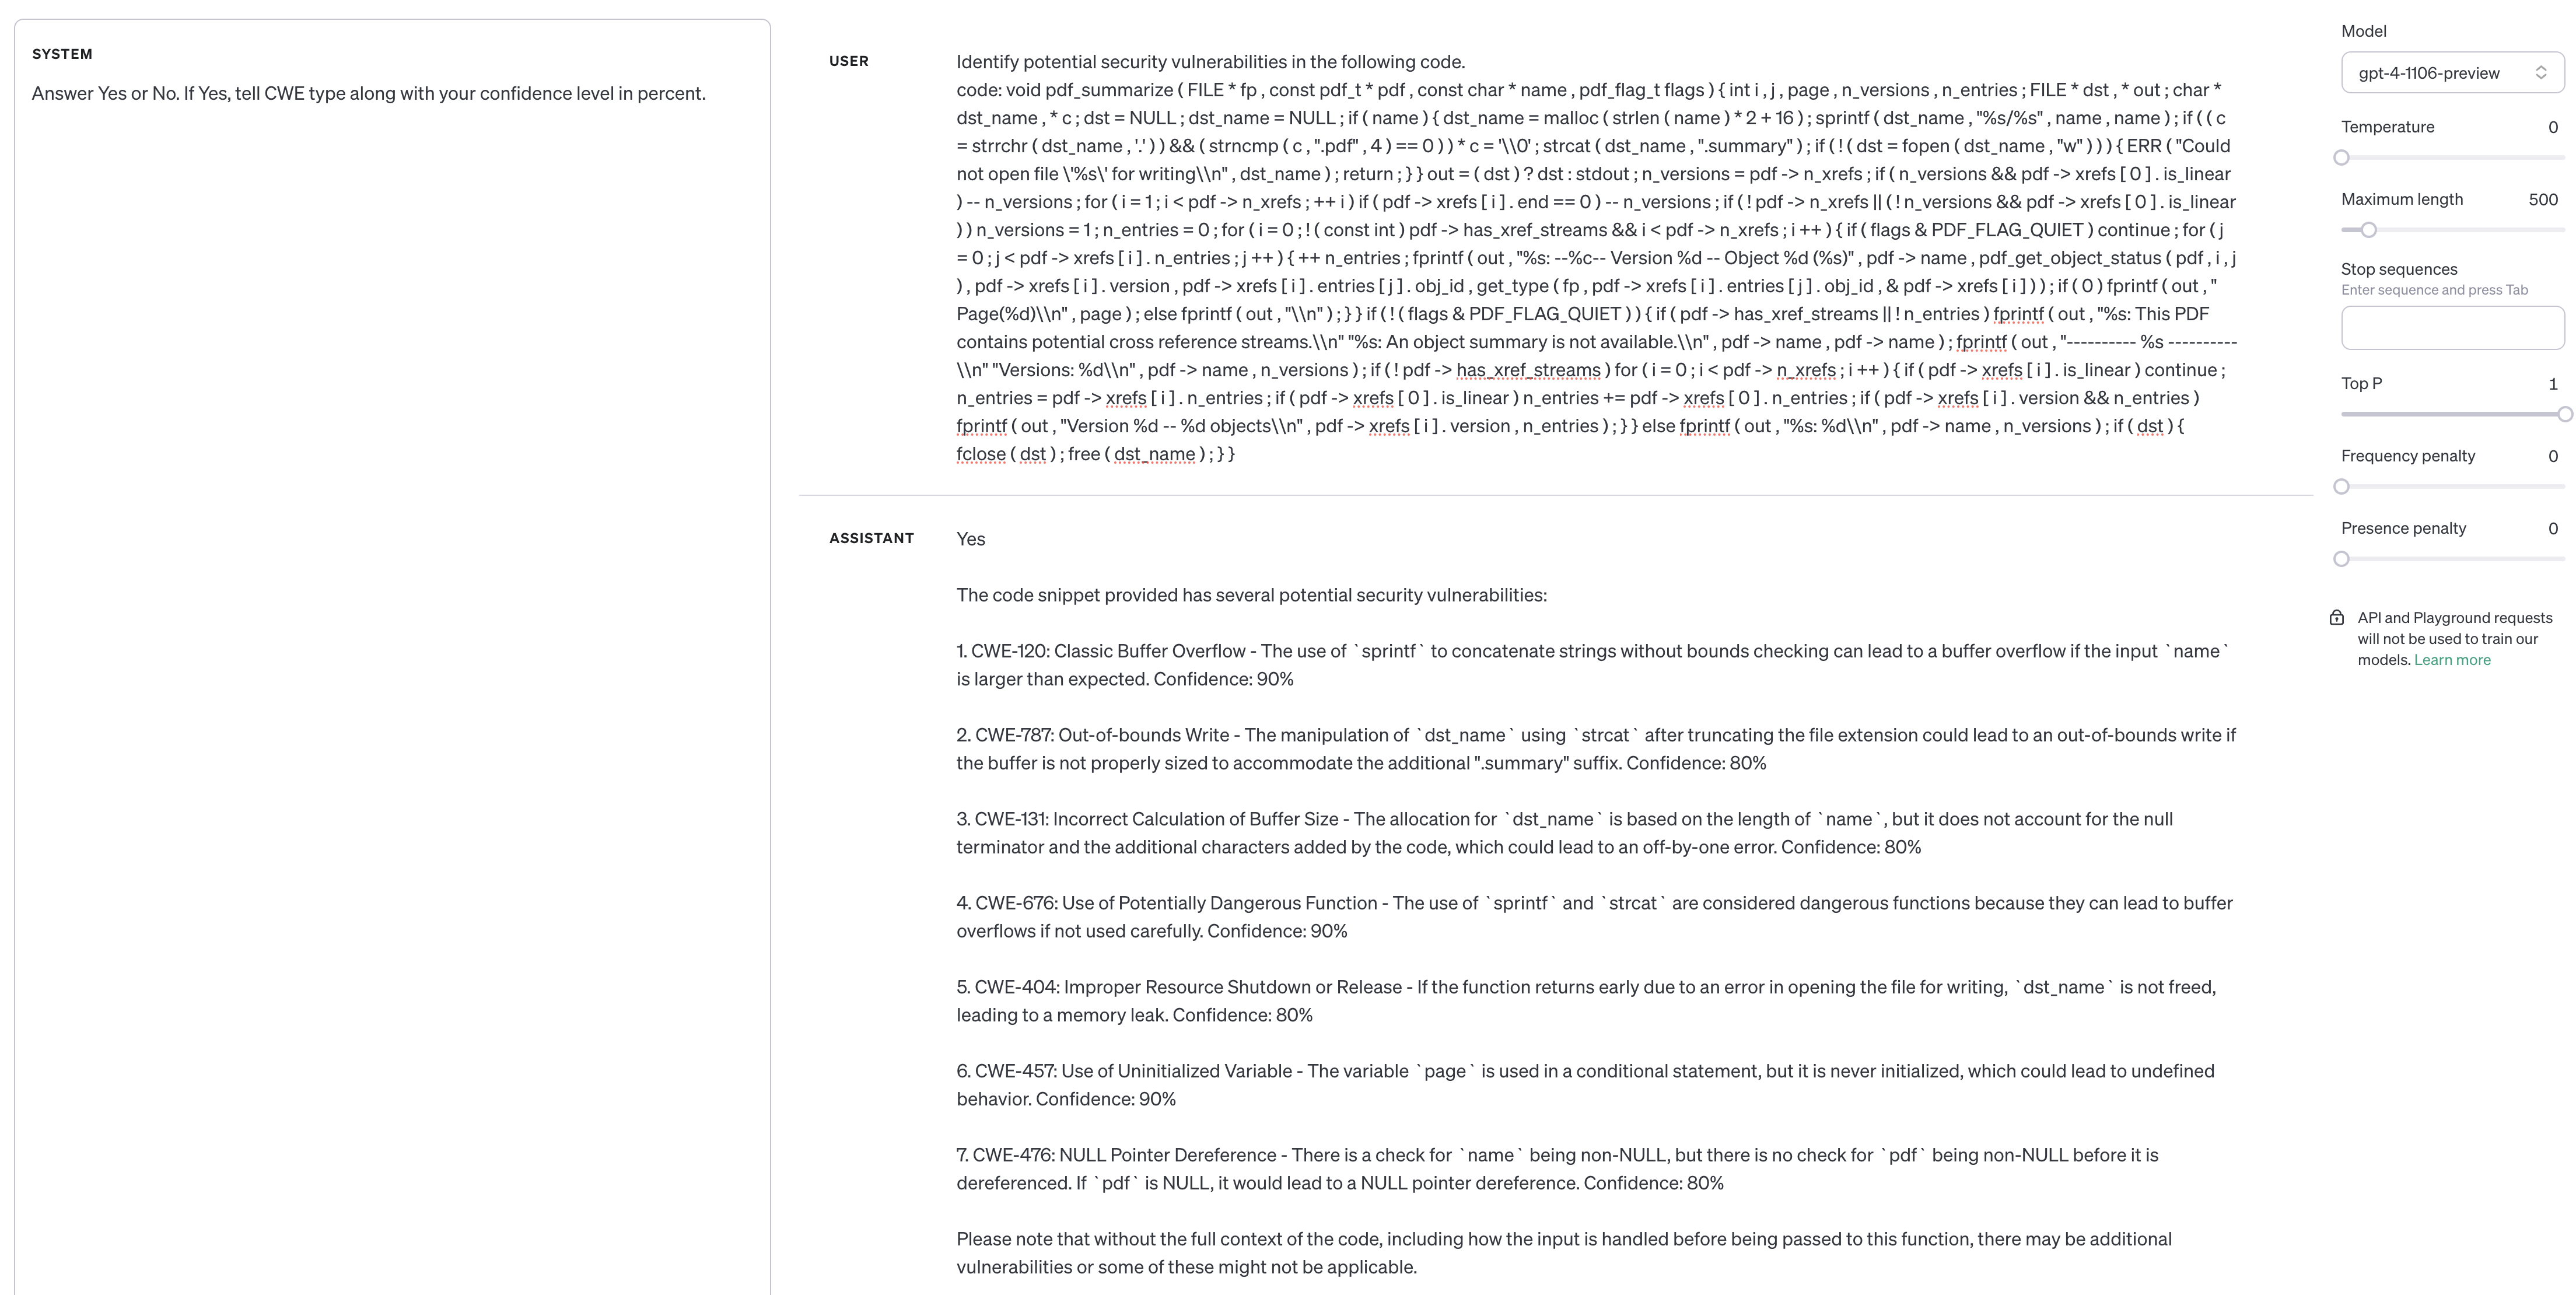 SYSTEM
Answer Yes or No. If Yes, tell CWE type along with your confidence level in percent.
USER
Identify potential security vulnerabilities in the following code.
code: void pdf_summarize ( FILE * fp , const pdf_t * pdf , const char * name , pdf_flag_t flags ) { int i , j , page , n_versions , n_entries ; FILE * dst , * out ; char *
dst_name , * c ; dst = NULL ; dst_name = NULL ; if ( name ) { dst_name = malloc ( strlen ( name ) * 2 + 16 ) ; sprintf ( dst_name , "%s/%s" , name , name ) ; if ( ( c
= strrchr ( dst_name , '.' ) ) && ( strncmp ( c , ".pdf" , 4 ) == 0 ) ) * c = '\\0' ; strcat ( dst_name , ".summary" ) ; if ( ! ( dst = fopen ( dst_name , "w" ) ) ) { ERR ( "Could
not open file \'%s\' for writing\\n" , dst_name ) ; return ; } } out = ( dst ) ? dst : stdout ; n_versions = pdf -> n_xrefs ; if ( n_versions && pdf -> xrefs [ 0 ] . is_linear
) -- n_versions ; for ( i = 1 ; i < pdf -> n_xrefs ; ++ i ) if ( pdf -> xrefs [ i ] . end == 0 ) -- n_versions ; if ( ! pdf -> n_xrefs || ( ! n_versions && pdf -> xrefs [ 0 ] . is_linear
) ) n_versions = 1 ; n_entries = 0 ; for ( i = 0 ; ! ( const int ) pdf -> has_xref_streams && i < pdf -> n_xrefs ; i ++ ) { if ( flags & PDF_FLAG_QUIET ) continue ; for ( j
= 0 ; j < pdf -> xrefs [ i ] . n_entries ; j ++ ) { ++ n_entries ; fprintf ( out , "%s: --%c-- Version %d -- Object %d (%s)" , pdf -> name , pdf_get_object_status ( pdf , i , j
) , pdf -> xrefs [ i ] . version , pdf -> xrefs [ i ] . entries [ j ] . obj_id , get_type ( fp , pdf -> xrefs [ i ] . entries [ j ] . obj_id , & pdf -> xrefs [ i ] ) ) ; if ( 0 ) fprintf ( out , "
Page(%d)\\n" , page ) ; else fprintf ( out , "\\n" ) ; } } if ( ! ( flags & PDF_FLAG_QUIET ) ) { if ( pdf -> has_xref_streams || ! n_entries ) fprintf ( out , "%s: This PDF
contains potential cross reference streams.\\n" "%s: An object summary is not available.\\n" , pdf -> name , pdf -> name ) ; fprintf ( out , "---------- %s ----------
\\n" "Versions: %d\\n" , pdf -> name , n_versions ) ; if ( ! pdf -> has_xref_streams ) for ( i = 0 ; i < pdf -> n_xrefs ; i ++ ) { if ( pdf -> xrefs [ i ] . is_linear ) continue ;
n_entries = pdf -> xrefs [ i ] . n_entries ; if ( pdf -> xrefs [ 0 ] . is_linear ) n_entries += pdf -> xrefs [ 0 ] . n_entries ; if ( pdf -> xrefs [ i ] . version && n_entries )
fprintf ( out , "Version %d -- %d objects\\n" , pdf -> xrefs [ i ] . version , n_entries ) ; } } else fprintf ( out , "%s: %d\\n" , pdf -> name , n_versions ) ; if ( dst ) {
fclose ( dst ) ; free ( dst_name ) ; } }
ASSISTANT
Yes
The code snippet provided has several potential security vulnerabilities:
1. CWE-120: Classic Buffer Overflow - The use of `sprintf` to concatenate strings without bounds checking can lead to a buffer overflow if the input `name`
is larger than expected. Confidence: 90%
2. CWE-787: Out-of-bounds Write - The manipulation of `dst_name` using `strcat` after truncating the file extension could lead to an out-of-bounds write if
the buffer is not properly sized to accommodate the additional ".summary" suffix. Confidence: 80%
3. CWE-131: Incorrect Calculation of Buffer Size - The allocation for `dst_name` is based on the length of `name`, but it does not account for the null
terminator and the additional characters added by the code, which could lead to an off-by-one error. Confidence: 80%
4. CWE-676: Use of Potentially Dangerous Function - The use of `sprintf` and `strcat` are considered dangerous functions because they can lead to buffer
overflows if not used carefully. Confidence: 90%
5. CWE-404: Improper Resource Shutdown or Release - If the function returns early due to an error in opening the file for writing, `dst_name` is not freed,
leading to a memory leak. Confidence: 80%
6. CWE-457: Use of Uninitialized Variable - The variable `page` is used in a conditional statement, but it is never initialized, which could lead to undefined
behavior. Confidence: 90%
7. CWE-476: NULL Pointer Dereference - There is a check for `name` being non-NULL, but there is no check for `pdf` being non-NULL before it is
dereferenced. If `pdf` is NULL, it would lead to a NULL pointer dereference. Confidence: 80%
Please note that without the full context of the code, including how the input is handled before being passed to this function, there may be additional
vulnerabilities or some of these might not be applicable.
Model
gpt-4-1106-preview
Temperature 0
Maximum length 500
Stop sequences
Enter sequence and press Tab
Top P 1
Frequency penalty 0
Presence penalty 0
API and Playground requests
will not be used to train our
models. Learn more